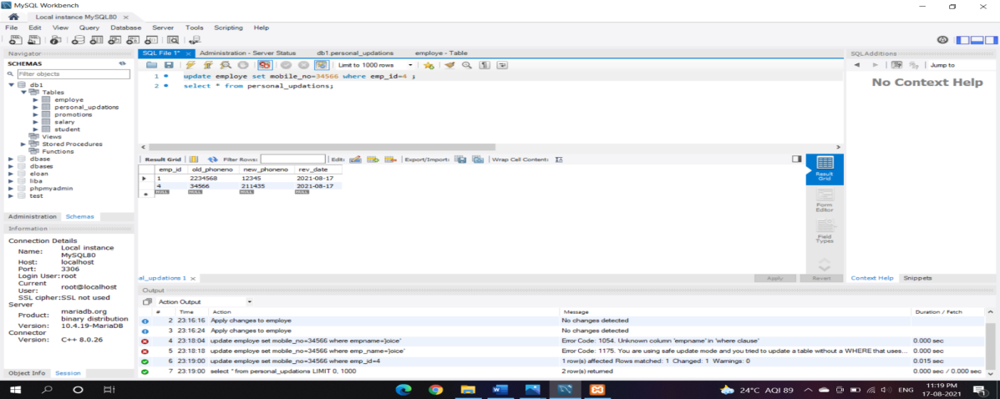 MySQL Workbench
Local instance MySQL80 ×
File Edit View Query Database Server Tools Scripting Help
Navigator
SCHEMAS
Filter objects
db1
Tables
employe
personal_updations
promotions
salary
student
Views
Stored Procedures
Functions
dbase
dbases
eloan
liba
phpmyadmin
test
Administration Schemas
Information
Connection Details
Name: Local instance MySQL80
Host: localhost
Port: 3306
Login User: root
Current User: root@localhost
SSL cipher: SSL not used
Server
Product: mariadb.org binary distribution
Version: 10.4.19-MariaDB
Connector
Version: C++ 8.0.26
Object Info Session
SQL File 1* × Administration - Server Status db1.personal_updations employe - Table
Limit to 1000 rows
1 update employe set mobile_no=34566 where emp_id=4 ;
2 select * from personal_updations;
Result Grid Filter Rows: Edit: Export/Import: Wrap Cell Content:
emp_id old_phoneno new_phoneno rev_date
1 2234568 12345 2021-08-17
4 34566 211435 2021-08-17
NULL NULL NULL NULL
Result Grid
Form Editor
Field Types
al_updations 1 × Apply Revert
SQLAdditions
Jump to
No Context Help
Context Help Snippets
Output
Action Output
# Time Action Message Duration / Fetch
2 23:16:16 Apply changes to employe No changes detected
3 23:16:24 Apply changes to employe No changes detected
4 23:18:04 update employe set mobile_no=34566 where empname='joice' Error Code: 1054. Unknown column 'empname' in 'where clause' 0.000 sec
5 23:18:18 update employe set mobile_no=34566 where emp_name='joice' Error Code: 1175. You are using safe update mode and you tried to update a table without a WHERE that uses... 0.000 sec
6 23:19:00 update employe set mobile_no=34566 where emp_id=4 1 row(s) affected Rows matched: 1 Changed: 1 Warnings: 0 0.015 sec
7 23:19:00 select * from personal_updations LIMIT 0, 1000 2 row(s) returned 0.000 sec / 0.000 sec
24°C AQI 89 ENG 11:19 PM
17-08-2021